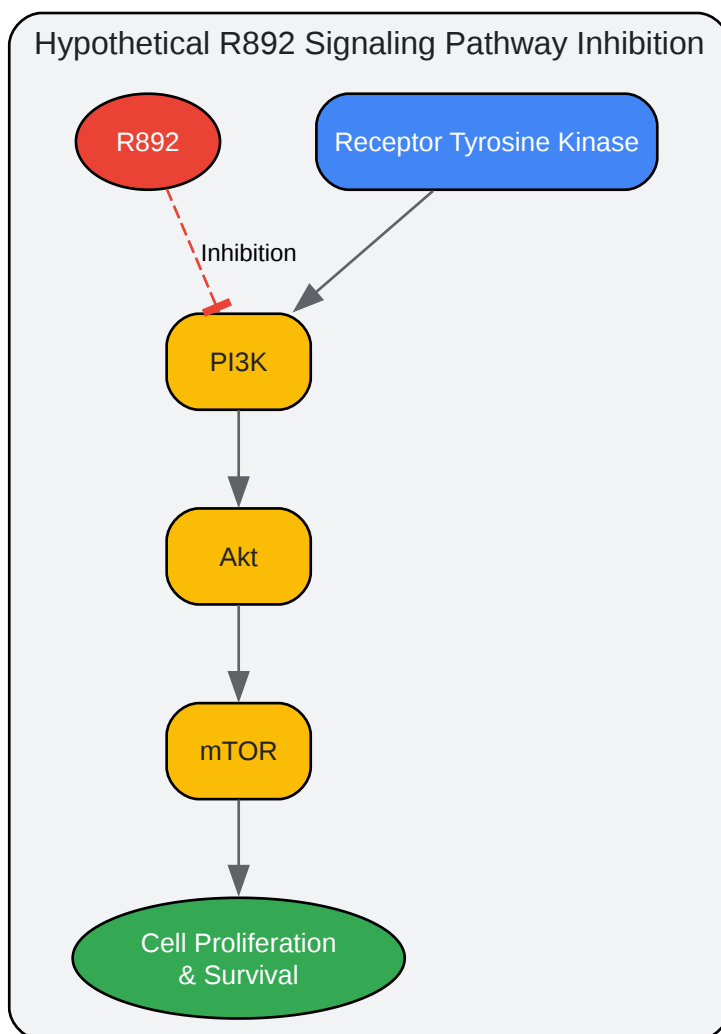 Hypothetical R892 Signaling Pathway Inhibition
R892
Receptor Tyrosine Kinase
Inhibition
PI3K
Akt
mTOR
Cell Proliferation
& Survival